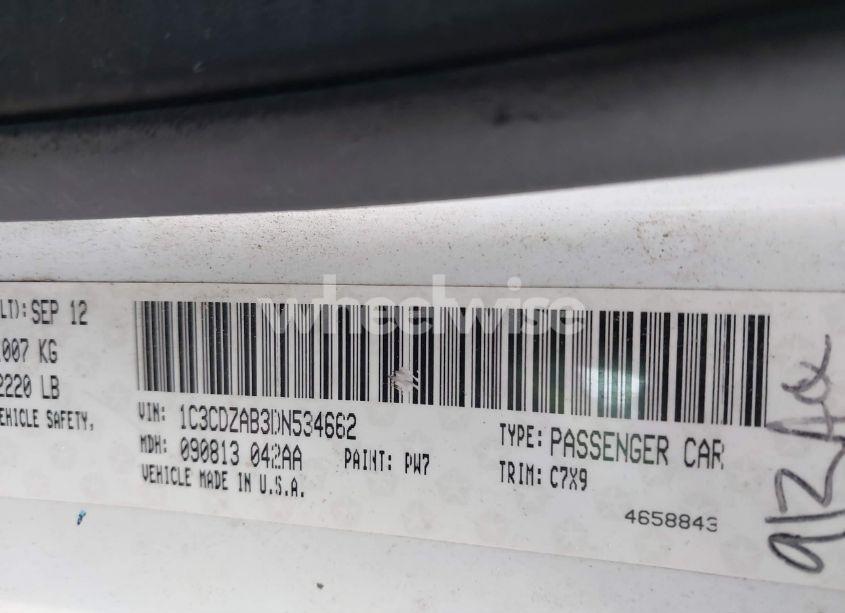 wheelwise
LT): SEP 12
007 KG
2220 LB
EHICLE SAFETY,
VIN: 1C3CDZAB3DN534662
MDH: 090813 042AA
PAINT: PW7
VEHICLE MADE IN U.S.A.
TYPE: PASSENGER CAR
TRIM: C7X9
4658843